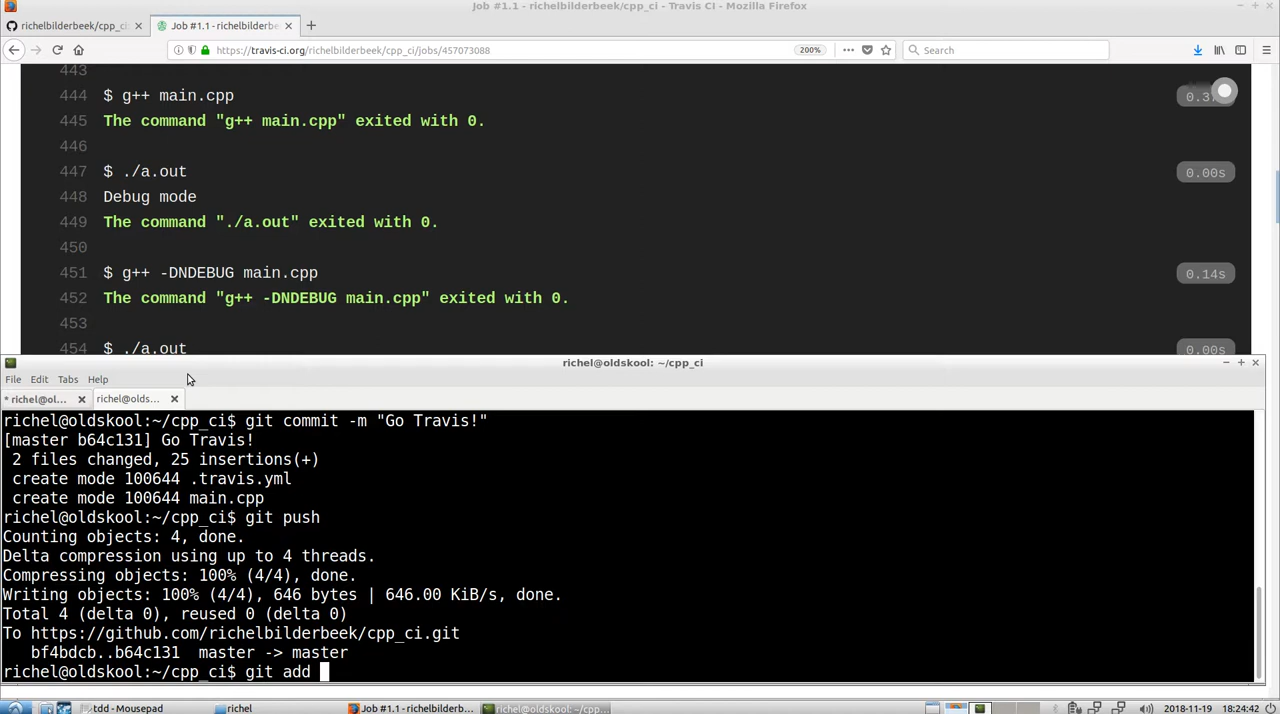 Job #1.1 - richelbilderbeek/cpp_ci - Travis CI - Mozilla Firefox
richelbilderbeek/cpp_ci:
Job #1.1 - richelbilderbe
https://travis-ci.org/richelbilderbeek/cpp_ci/jobs/457073088
200%
Search
443
444 $ g++ main.cpp
445 The command "g++ main.cpp" exited with 0.
446
447 $ ./a.out 0.00s
448 Debug mode
449 The command "./a.out" exited with 0.
450
451 $ g++ -DNDEBUG main.cpp 0.14s
452 The command "g++ -DNDEBUG main.cpp" exited with 0.
453
454 $ ./a.out 0.00s
richel@oldskool: ~/cpp_ci
File Edit Tabs Help
* richel@ol...
richel@olds...
richel@oldskool:~/cpp_ci$ git commit -m "Go Travis!"
[master b64c131] Go Travis!
2 files changed, 25 insertions(+)
create mode 100644 .travis.yml
create mode 100644 main.cpp
richel@oldskool:~/cpp_ci$ git push
Counting objects: 4, done.
Delta compression using up to 4 threads.
Compressing objects: 100% (4/4), done.
Writing objects: 100% (4/4), 646 bytes | 646.00 KiB/s, done.
Total 4 (delta 0), reused 0 (delta 0)
To https://github.com/richelbilderbeek/cpp_ci.git
bf4bdcb..b64c131 master -> master
richel@oldskool:~/cpp_ci$ git add
tdd - Mousepad
richel
Job #1.1 - richelbilderb...
richel@oldskool: ~/cpp...
2018-11-19 18:24:42